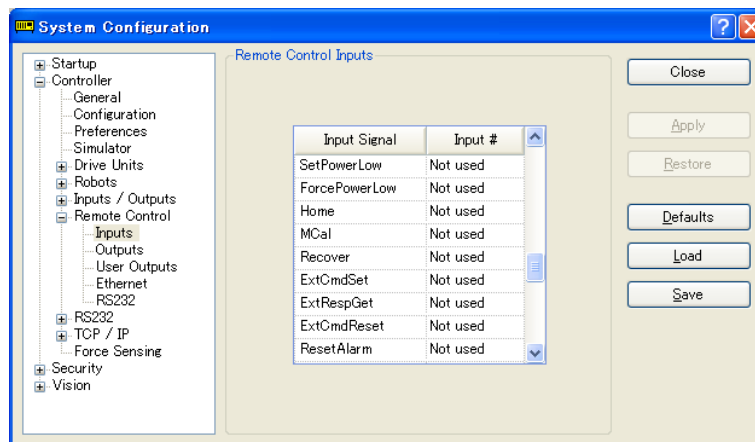 System Configuration
Startup
Controller
General
Configuration
Preferences
Simulator
Drive Units
Robots
Inputs / Outputs
Remote Control
Inputs
Outputs
User Outputs
Ethernet
RS232
RS232
TCP / IP
Force Sensing
Security
Vision
Remote Control Inputs
Input Signal Input #
SetPowerLow Not used
ForcePowerLow Not used
Home Not used
MCal Not used
Recover Not used
ExtCmdSet Not used
ExtRespGet Not used
ExtCmdReset Not used
ResetAlarm Not used
Close
Apply
Restore
Defaults
Load
Save